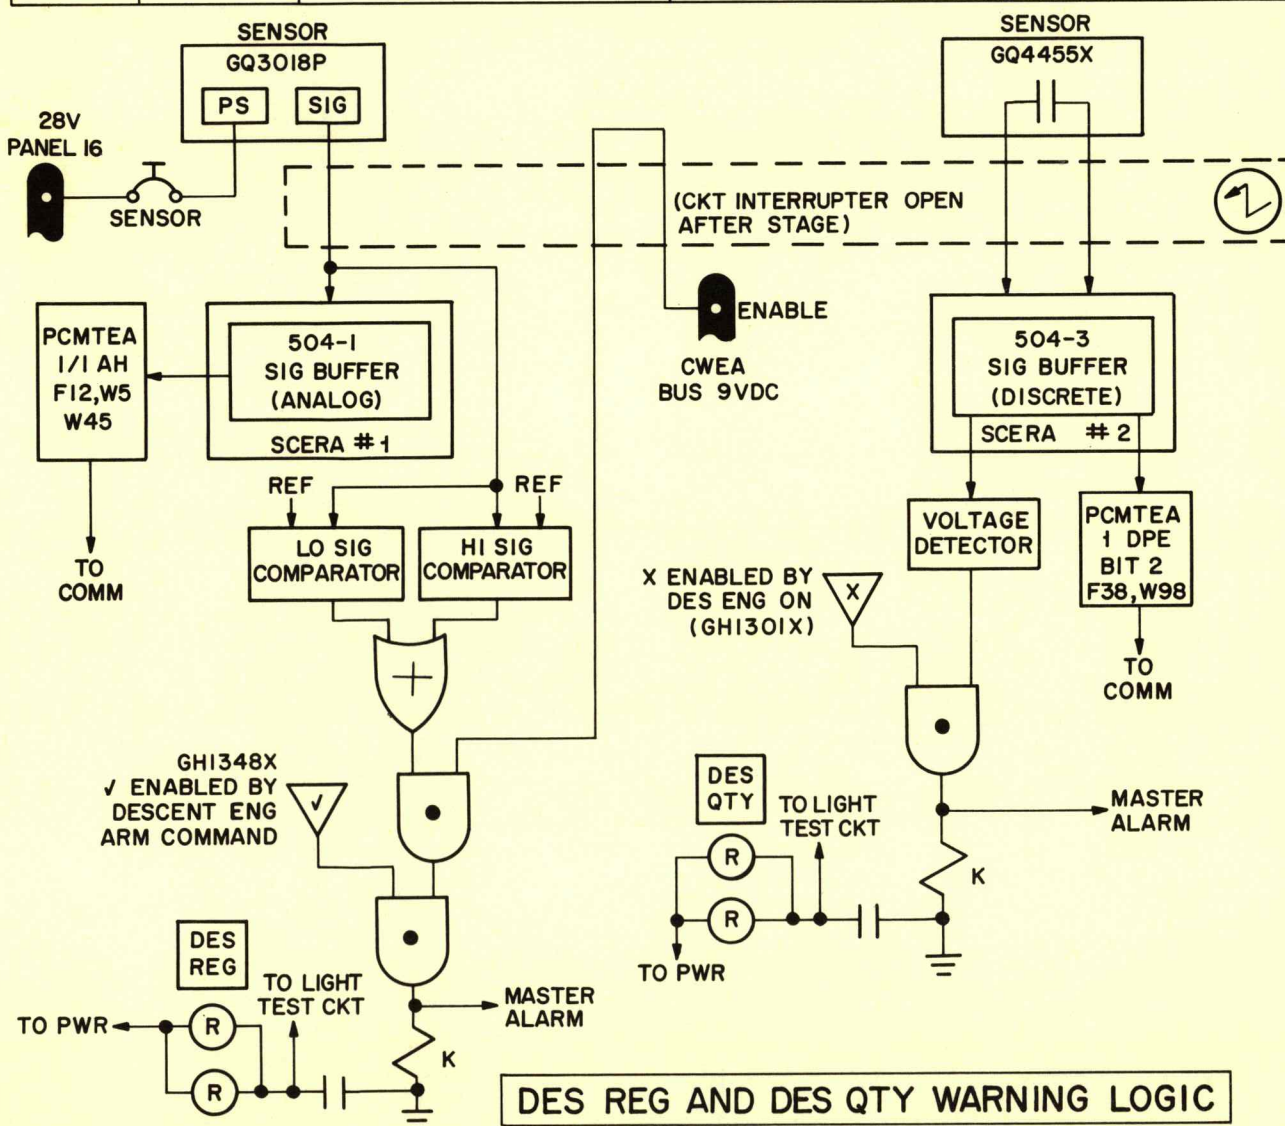 SENSOR
GQ3018P
PS
SIG
28V
PANEL 16
SENSOR
SENSOR
GQ4455X
(CKT INTERRUPTER OPEN
AFTER STAGE)
ENABLE
CWEA
BUS 9VDC
PCMTEA
1/1 AH
F12,W5
W45
504-1
SIG BUFFER
(ANALOG)
SCERA #1
TO
COMM
504-3
SIG BUFFER
(DISCRETE)
SCERA #2
REF
REF
LO SIG
COMPARATOR
HI SIG
COMPARATOR
VOLTAGE
DETECTOR
PCMTEA
1 DPE
BIT 2
F38,W98
TO
COMM
X ENABLED BY
DES ENG ON
(GH1301X)
X
GH1348X
√ ENABLED BY
DESCENT ENG
ARM COMMAND
√
DES
QTY
TO LIGHT
TEST CKT
MASTER
ALARM
R
R
K
TO PWR
DES
REG
TO LIGHT
TEST CKT
MASTER
ALARM
TO PWR
R
R
K
DES REG AND DES QTY WARNING LOGIC